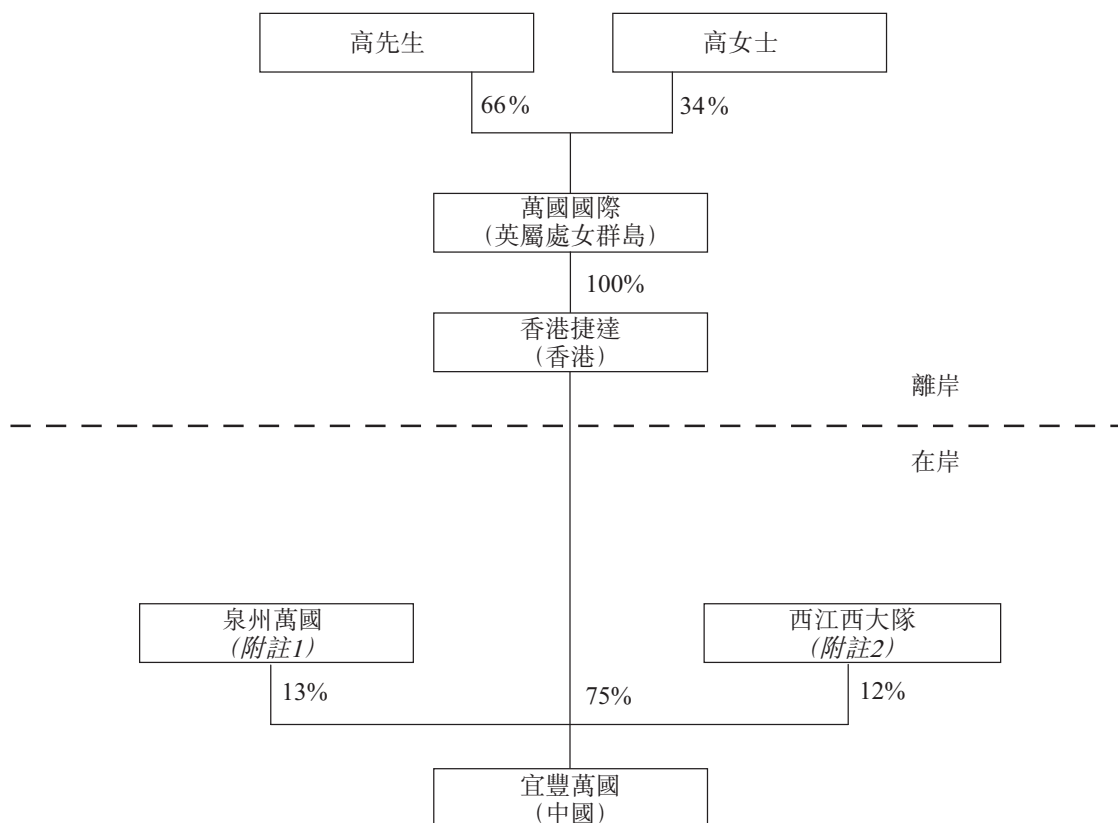 高先生
高女士
66%
34%
萬國國際
(英屬處女群島)
100%
香港捷達
(香港)
離岸
在岸
泉州萬國
(附註1)
西江西大隊
(附註2)
13%
75%
12%
宜豐萬國
(中國)